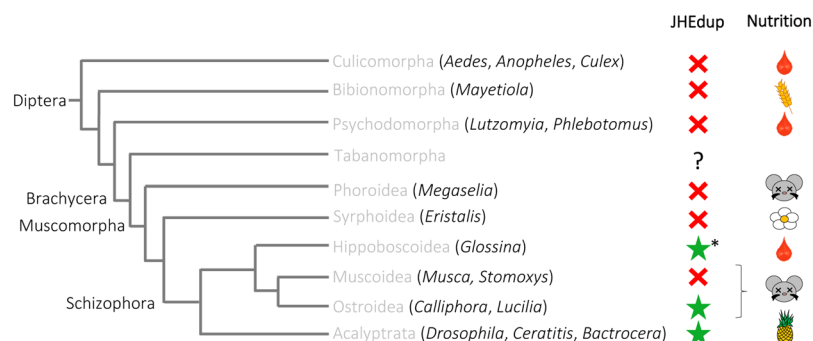 JHEdup Nutrition
Culicomorpha (Aedes, Anopheles, Culex)
Bibionomorpha (Mayetiola)
Diptera
Psychodomorpha (Lutzomyia, Phlebotomus)
Tabanomorpha ?
Phoroidea (Megaselia)
Brachycera
Syrphoidea (Eristalis)
Muscomorpha
Hippoboscoidea (Glossina) *
Muscoidea (Musca, Stomoxys)
Schizophora
Ostroidea (Calliphora, Lucilia)
Acalyptrata (Drosophila, Ceratitis, Bactrocera)